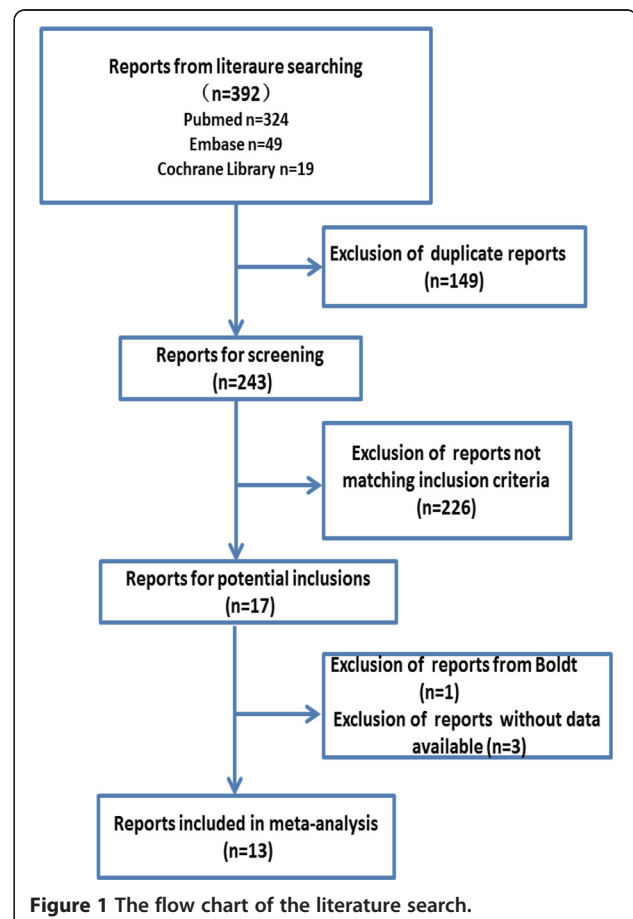 Reports from literaure searching
（n=392）
Pubmed n=324
Embase n=49
Cochrane Library n=19
Exclusion of duplicate reports
(n=149)
Reports for screening
(n=243)
Exclusion of reports not
matching inclusion criteria
(n=226)
Reports for potential inclusions
(n=17)
Exclusion of reports from Boldt
(n=1)
Exclusion of reports without data
available (n=3)
Reports included in meta-analysis
(n=13)
Figure 1 The flow chart of the literature search.